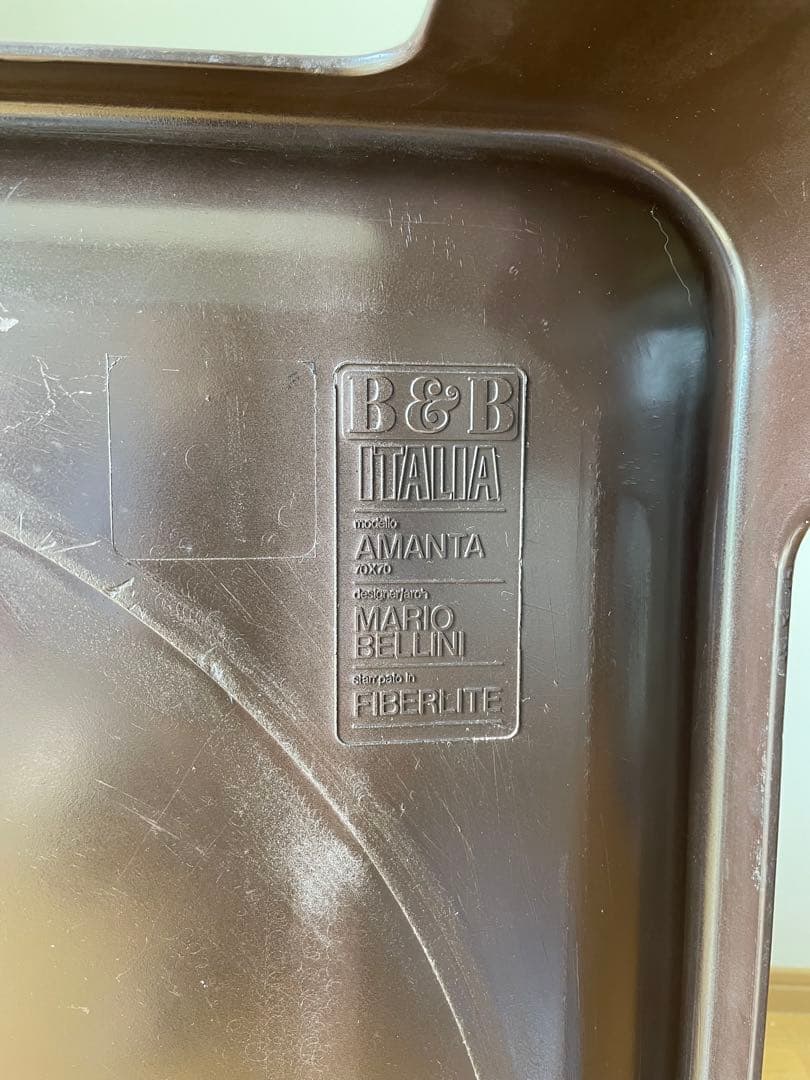 B&B
ITALIA
modello
AMANTA
70X70
designer/arch
MARIO
BELLINI
stampato in
FIBERLITE